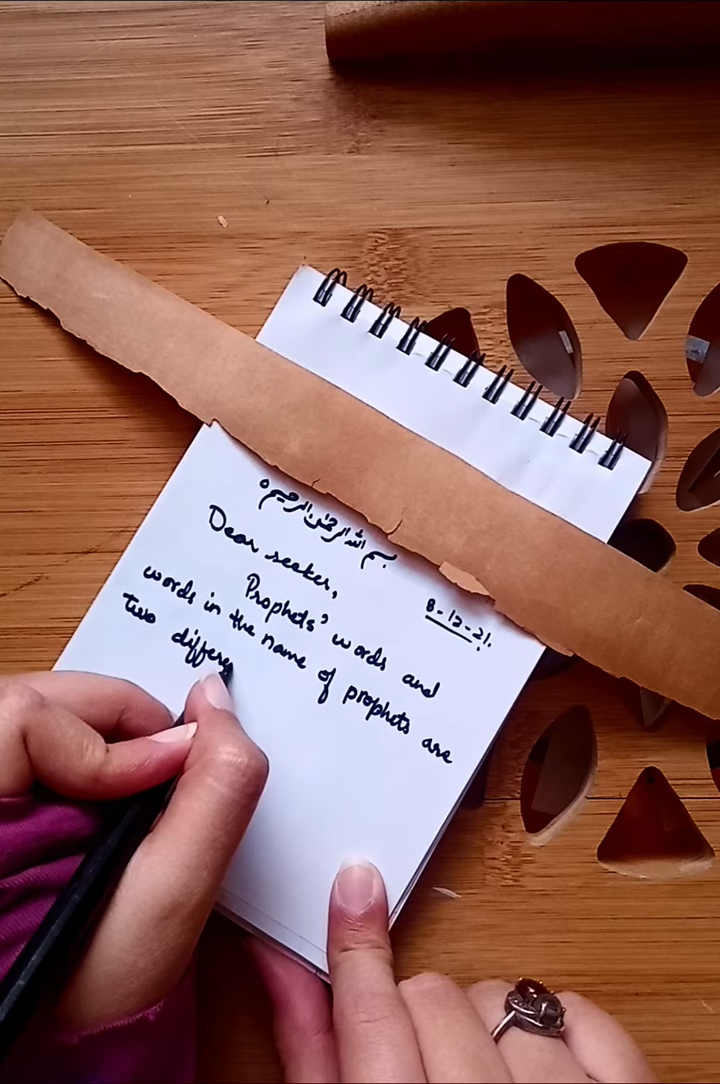 بسم الله الرحمن الرحيم
8-12-21.
Dear seeker,
Prophets' words and
words in the name of prophets are
two differe